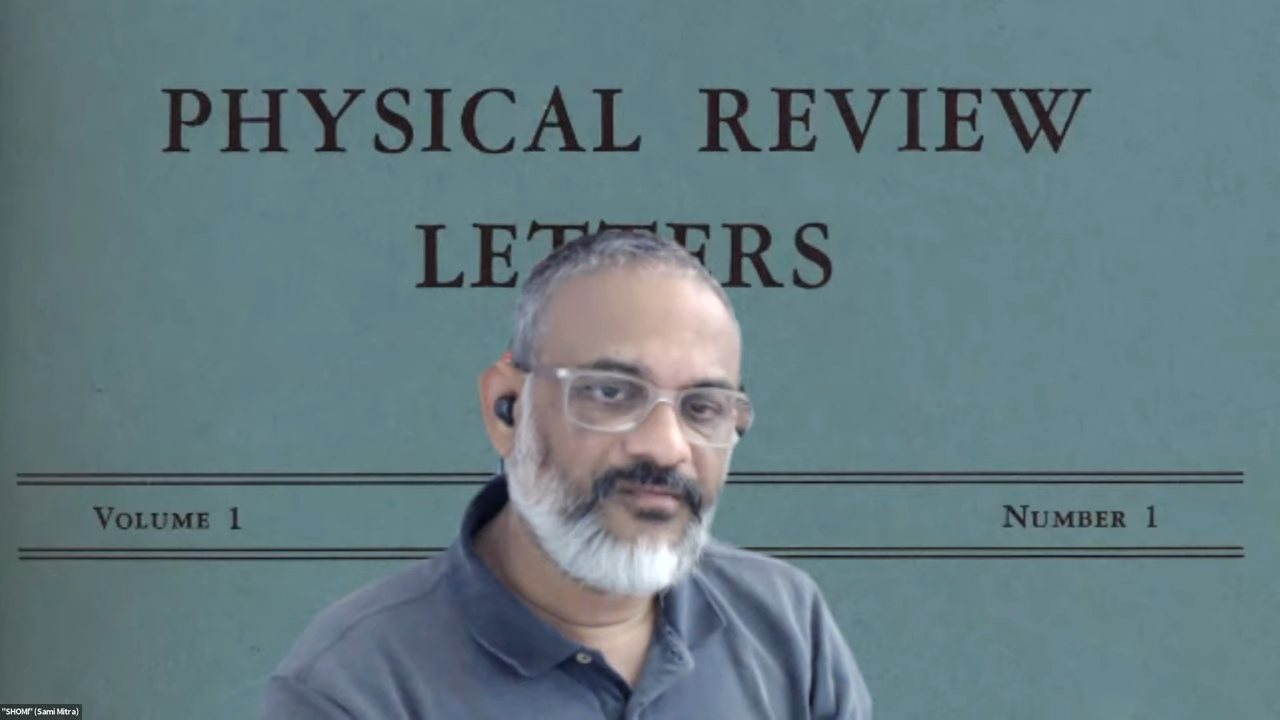 PHYSICAL REVIEW
LETTERS
VOLUME 1 NUMBER 1
"SHOMI" (Sami Mitra)